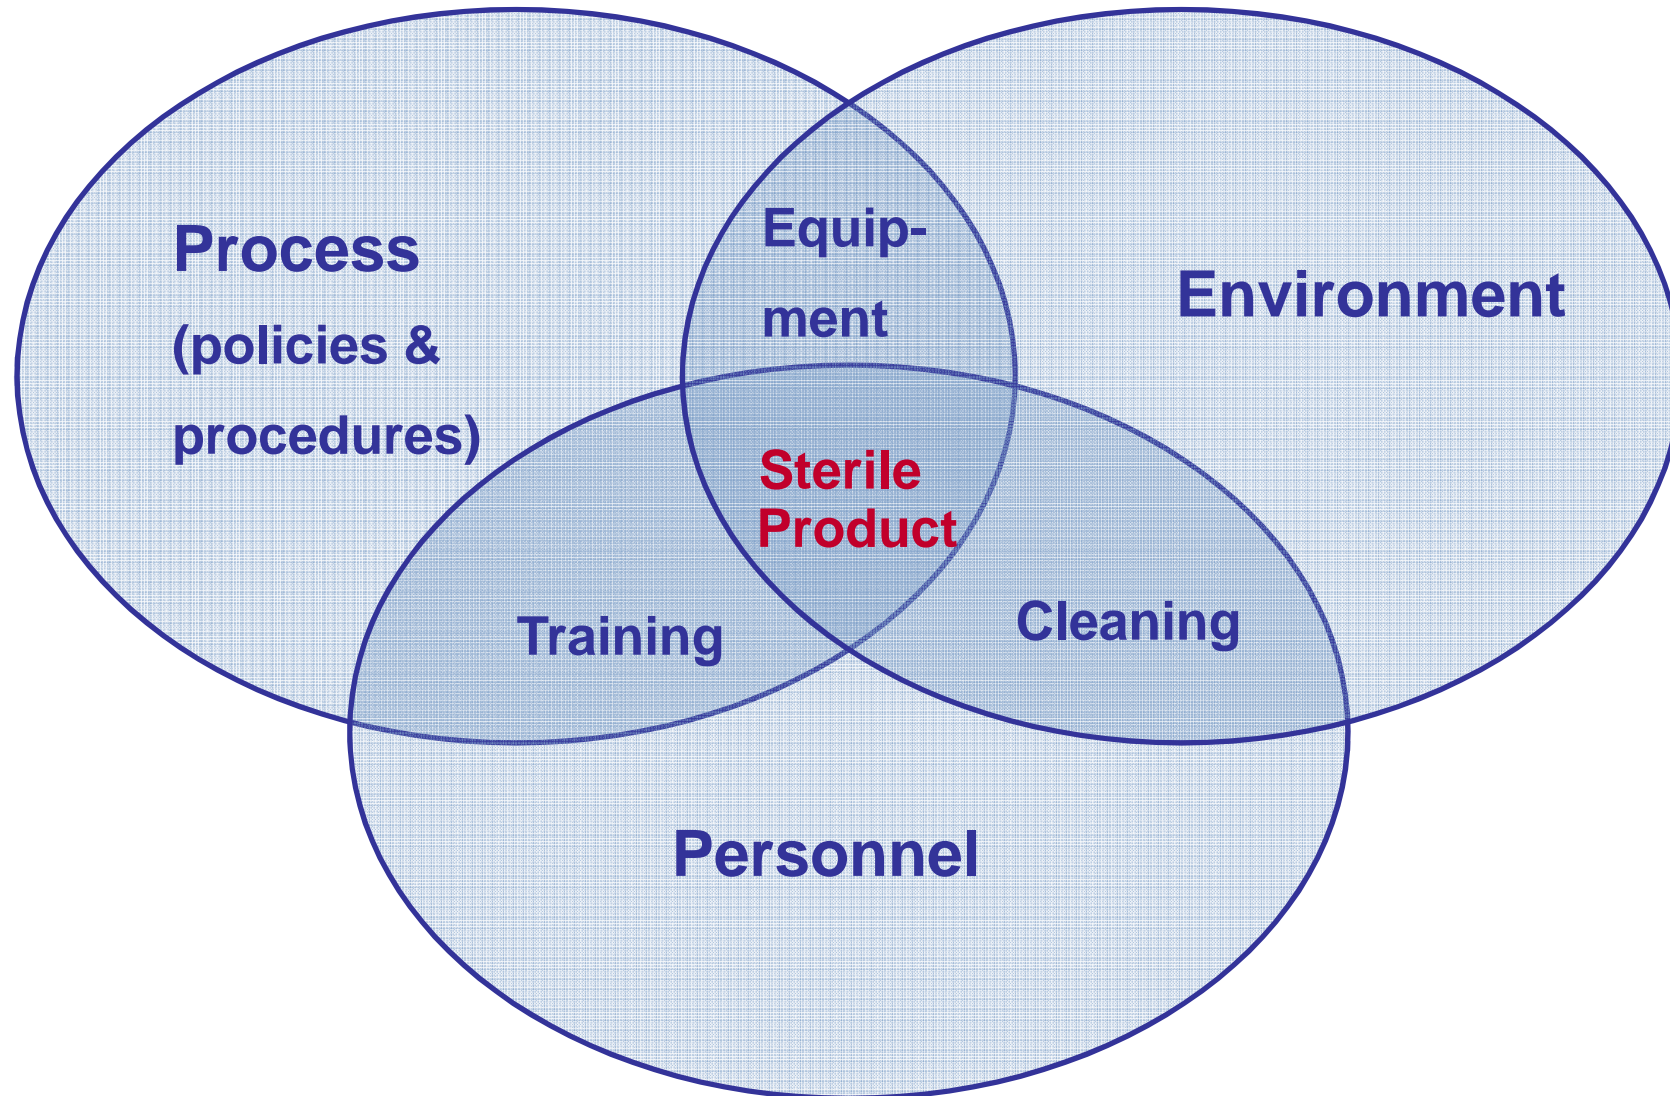 Process
(policies &
procedures)
Equip-
ment
Environment
Sterile
Product
Training
Cleaning
Personnel